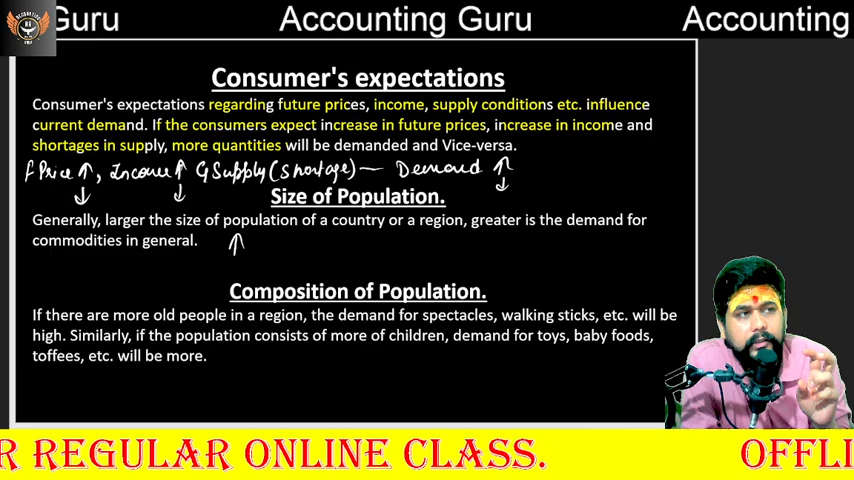 Guru Accounting Guru Accounting
Consumer's expectations
Consumer's expectations regarding future prices, income, supply conditions etc. influence
current demand. If the consumers expect increase in future prices, increase in income and
shortages in supply, more quantities will be demanded and Vice-versa.
f Price ↑, Income ↑ Supply (Shortage) — Demand ↑
Size of Population.
Generally, larger the size of population of a country or a region, greater is the demand for
commodities in general.
Composition of Population.
If there are more old people in a region, the demand for spectacles, walking sticks, etc. will be
high. Similarly, if the population consists of more of children, demand for toys, baby foods,
toffees, etc. will be more.
R REGULAR ONLINE CLASS. OFFLI